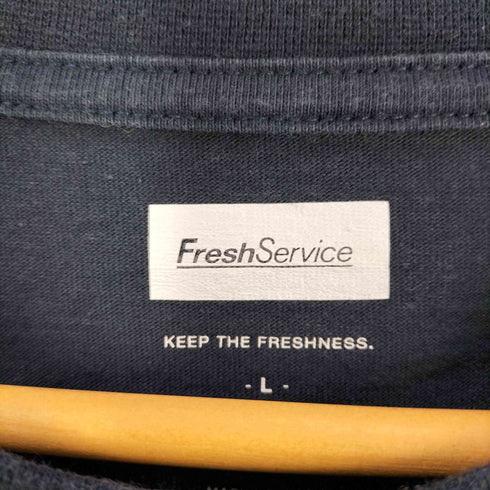 FreshService
KEEP THE FRESHNESS.
- L -